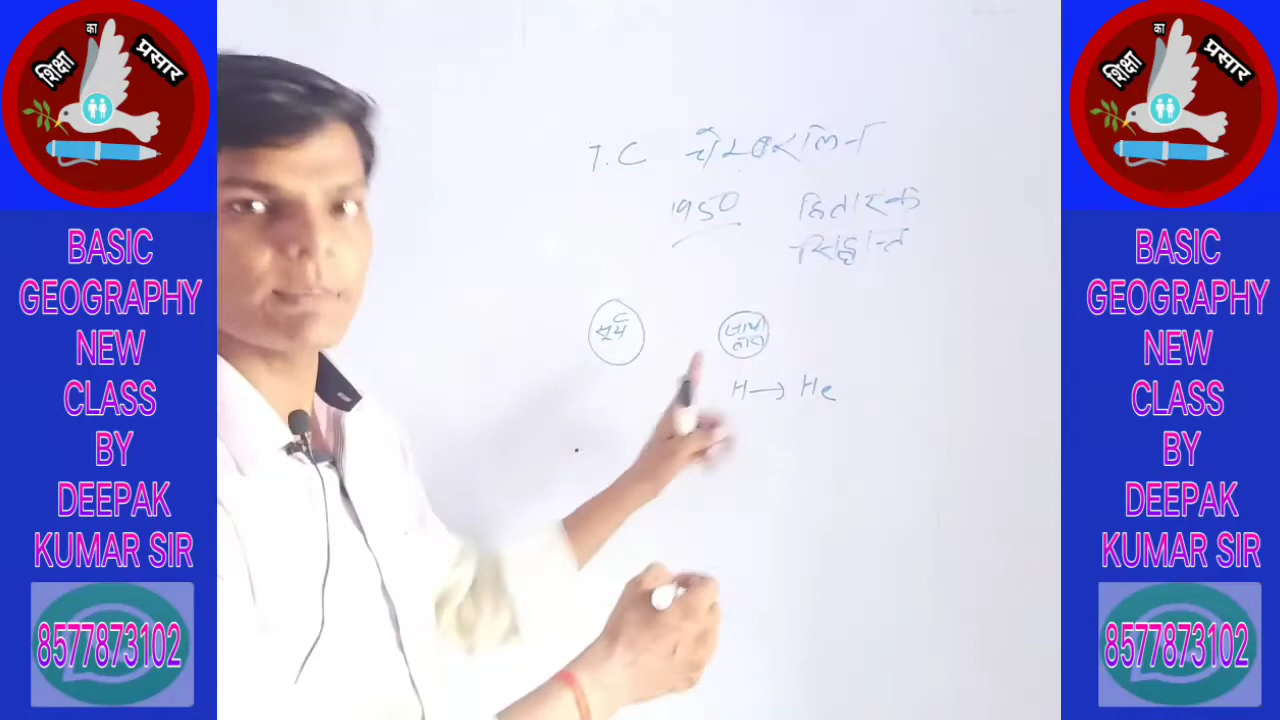 शिक्षा का प्रसार
BASIC
GEOGRAPHY
NEW
CLASS
BY
DEEPAK
KUMAR SIR
8577873102
T.C चेम्बरलिन
1950 द्वितारक
सिद्धान्त
सूर्य
साथी
तारा
H → He
शिक्षा का प्रसार
BASIC
GEOGRAPHY
NEW
CLASS
BY
DEEPAK
KUMAR SIR
8577873102